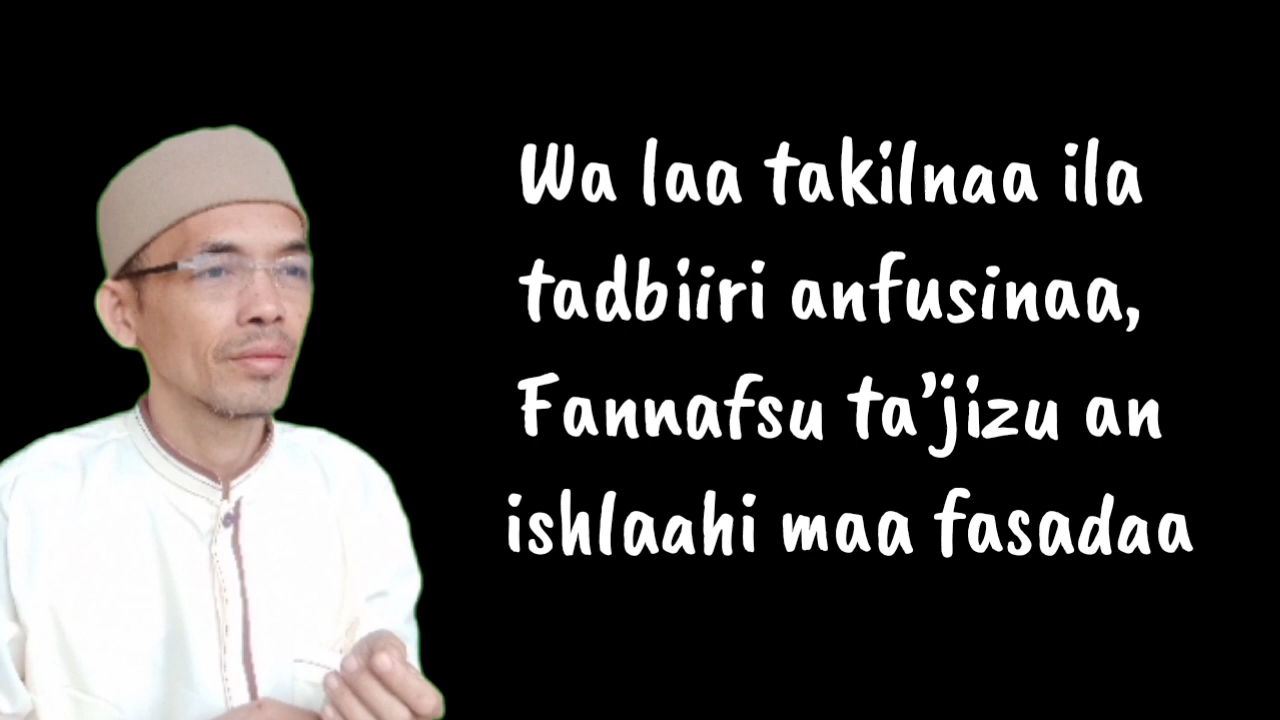 Wa laa takilnaa ila
tadbiiri anfusinaa,
Fannafsu ta’jizu an
ishlaahi maa fasadaa